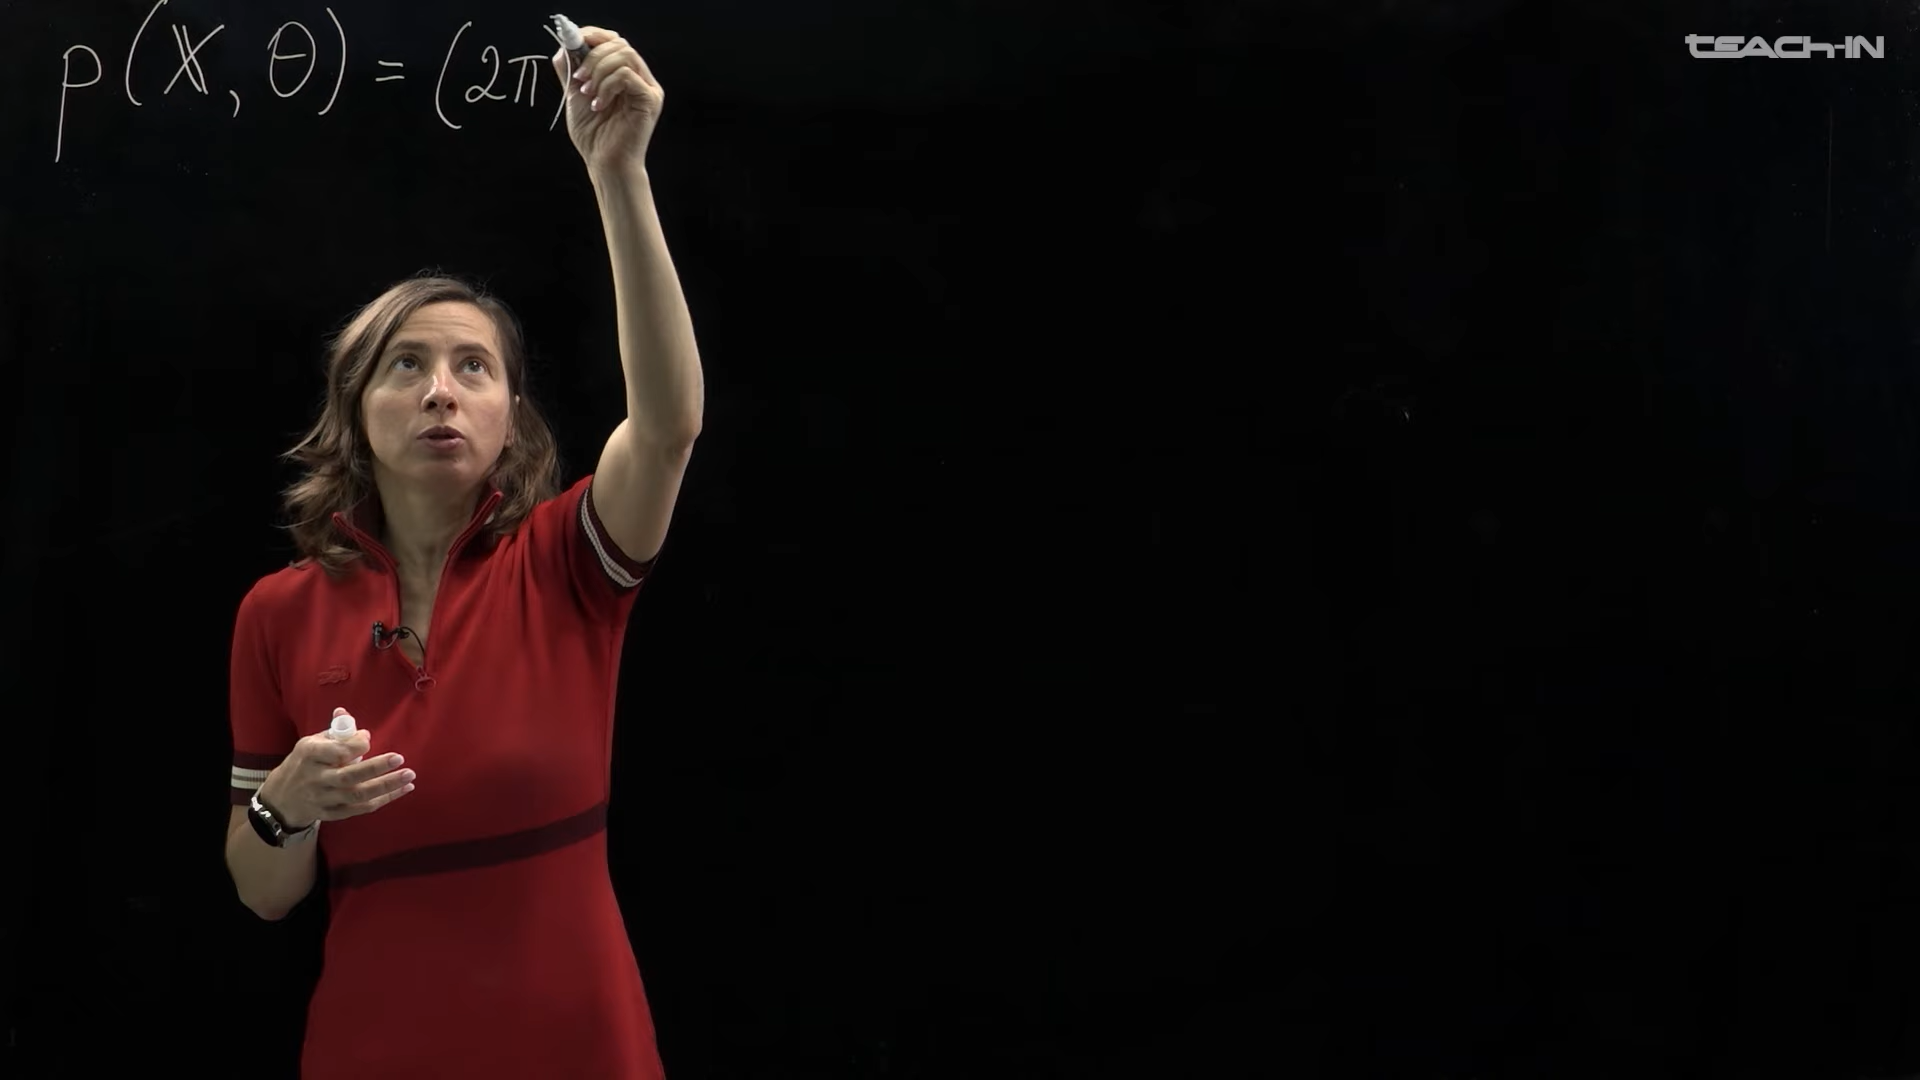 p(X, θ) = (2π)
TEACH-IN